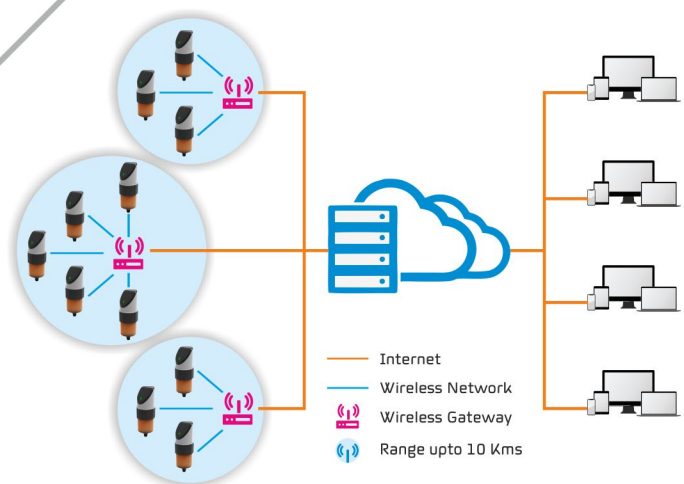 Internet
Wireless Network
Wireless Gateway
Range upto 10 Kms